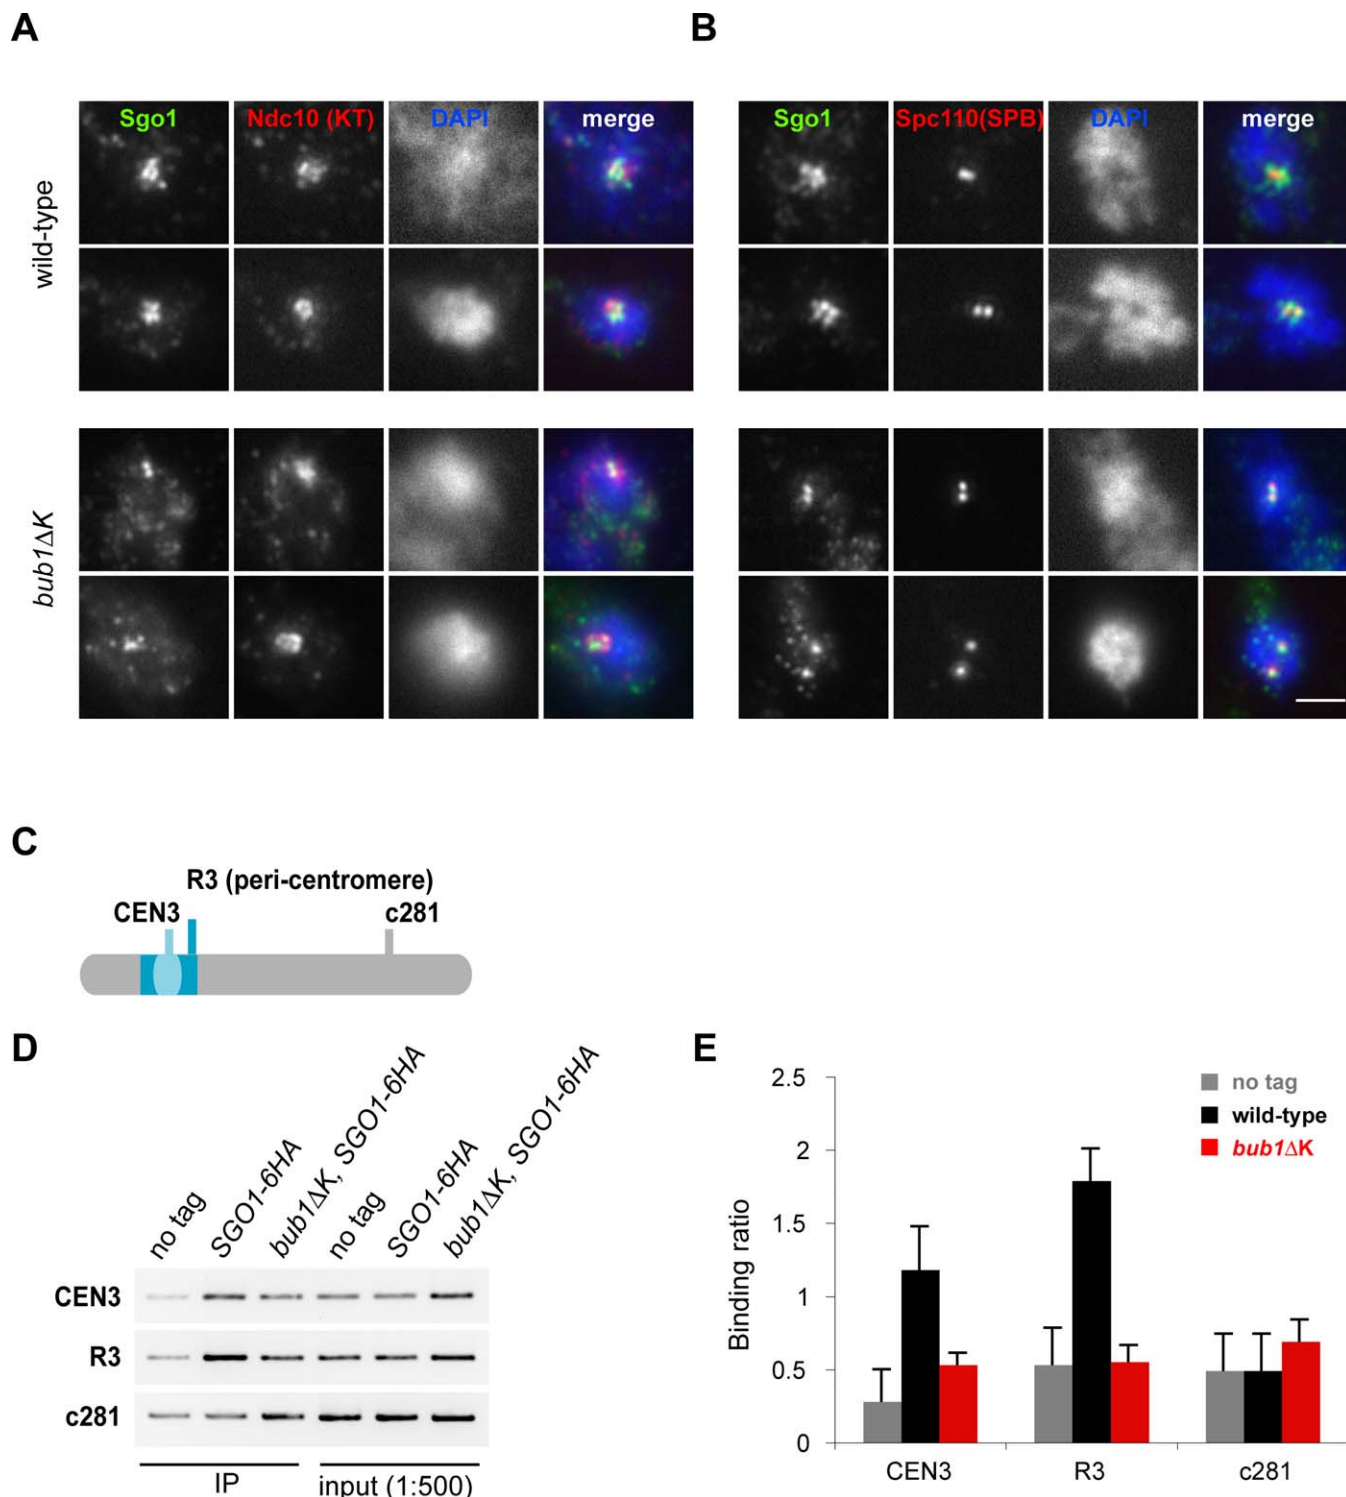 A
B
Sgo1 Ndc10 (KT) DAPI merge
Sgo1 Spc110(SPB) DAPI merge
wild-type
bub1ΔK
C
R3 (peri-centromere)
CEN3
c281
D
no tag
SGO1-6HA
bub1ΔK, SGO1-6HA
no tag
SGO1-6HA
bub1ΔK, SGO1-6HA
CEN3
R3
c281
IP
input (1:500)
E
2.5
2
1.5
1
0.5
0
Binding ratio
no tag
wild-type
bub1ΔK
CEN3
R3
c281